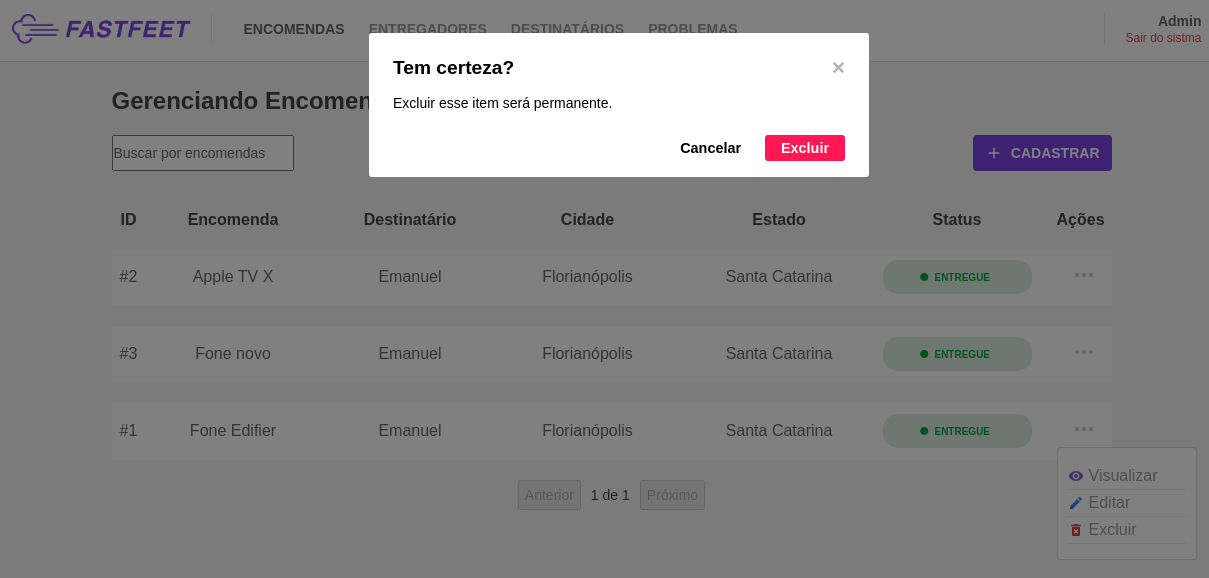 FASTFEET
ENCOMENDAS ENTREGADORES DESTINATÁRIOS PROBLEMAS
Admin
Sair do sistma
Tem certeza? ×
Excluir esse item será permanente.
Cancelar Excluir
Gerenciando Encomen
Buscar por encomendas
+ CADASTRAR
ID Encomenda Destinatário Cidade Estado Status Ações
#2 Apple TV X Emanuel Florianópolis Santa Catarina ENTREGUE
#3 Fone novo Emanuel Florianópolis Santa Catarina ENTREGUE
#1 Fone Edifier Emanuel Florianópolis Santa Catarina ENTREGUE
Visualizar
Editar
Excluir
Anterior 1 de 1 Próximo